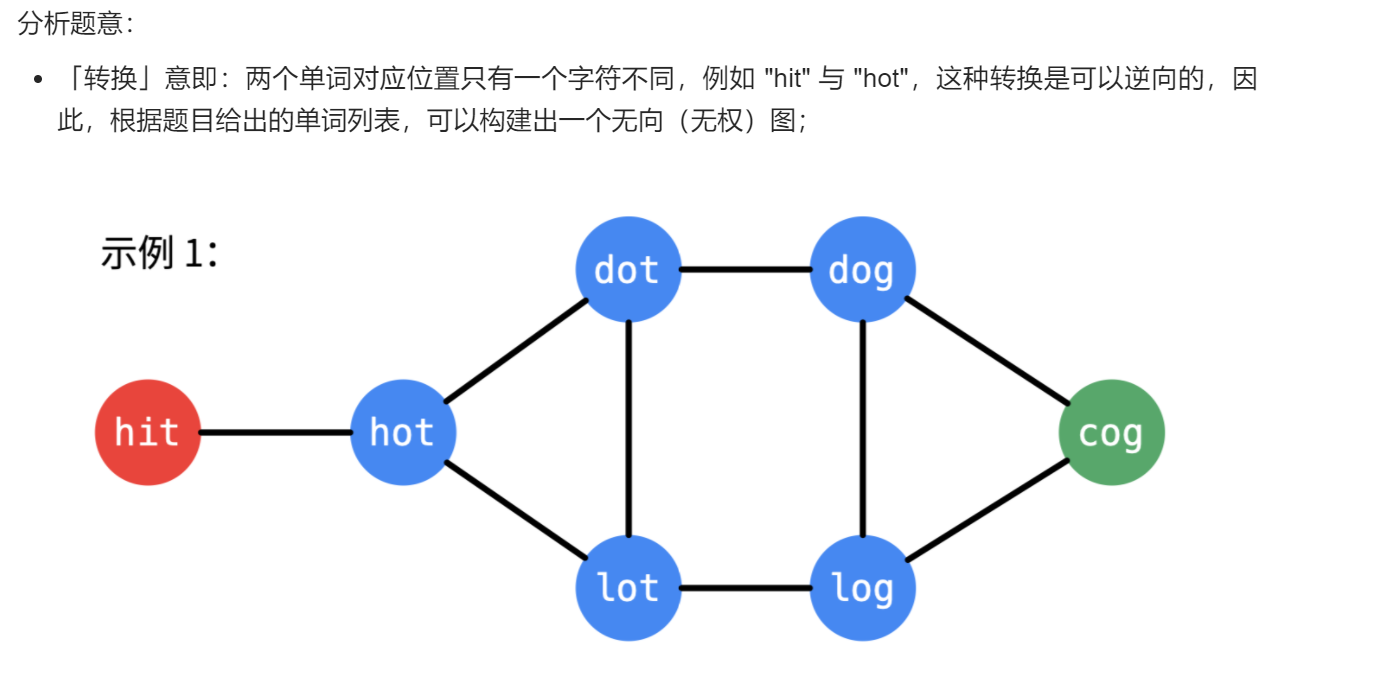 分析题意：
• 「转换」意即：两个单词对应位置只有一个字符不同，例如 "hit" 与 "hot"，这种转换是可以逆向的，因
此，根据题目给出的单词列表，可以构建出一个无向（无权）图；
示例 1：
dot
dog
hit
hot
cog
lot
log